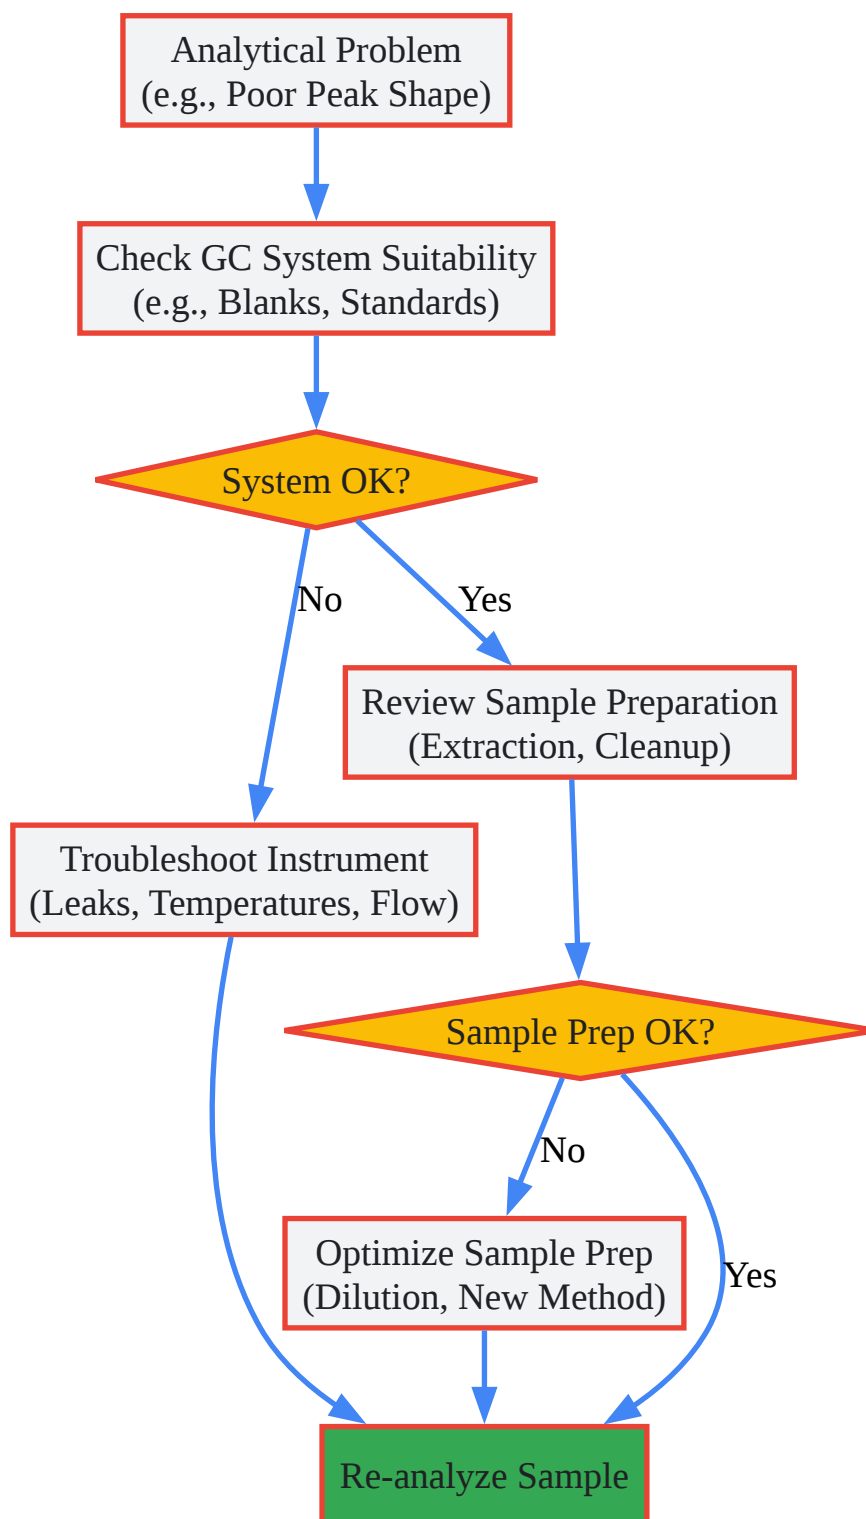 Analytical Problem
(e.g., Poor Peak Shape)
Check GC System Suitability
(e.g., Blanks, Standards)
System OK?
No
Yes
Review Sample Preparation
(Extraction, Cleanup)
Troubleshoot Instrument
(Leaks, Temperatures, Flow)
Sample Prep OK?
No
Optimize Sample Prep
(Dilution, New Method)
Yes
Re-analyze Sample